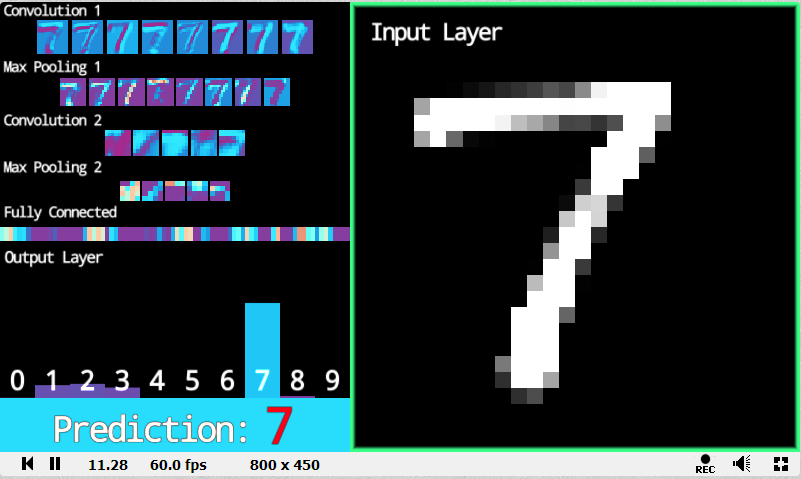 Convolution 1
Max Pooling 1
Convolution 2
Max Pooling 2
Fully Connected
Output Layer
0 1 2 3 4 5 6 7 8 9
Prediction: 7
Input Layer
7
11.28 60.0 fps 800 x 450 REC